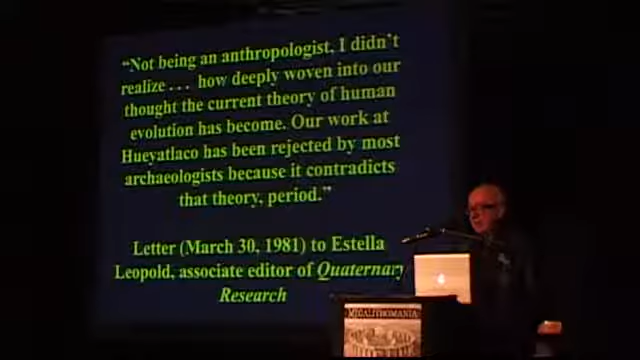 “Not being an anthropologist, I didn’t
realize . . . how deeply woven into our
thought the current theory of human
evolution has become. Our work at
Hueyatlaco has been rejected by most
archaeologists because it contradicts
that theory, period.”
Letter (March 30, 1981) to Estella
Leopold, associate editor of Quaternary
Research
MEGALITHOMANIA